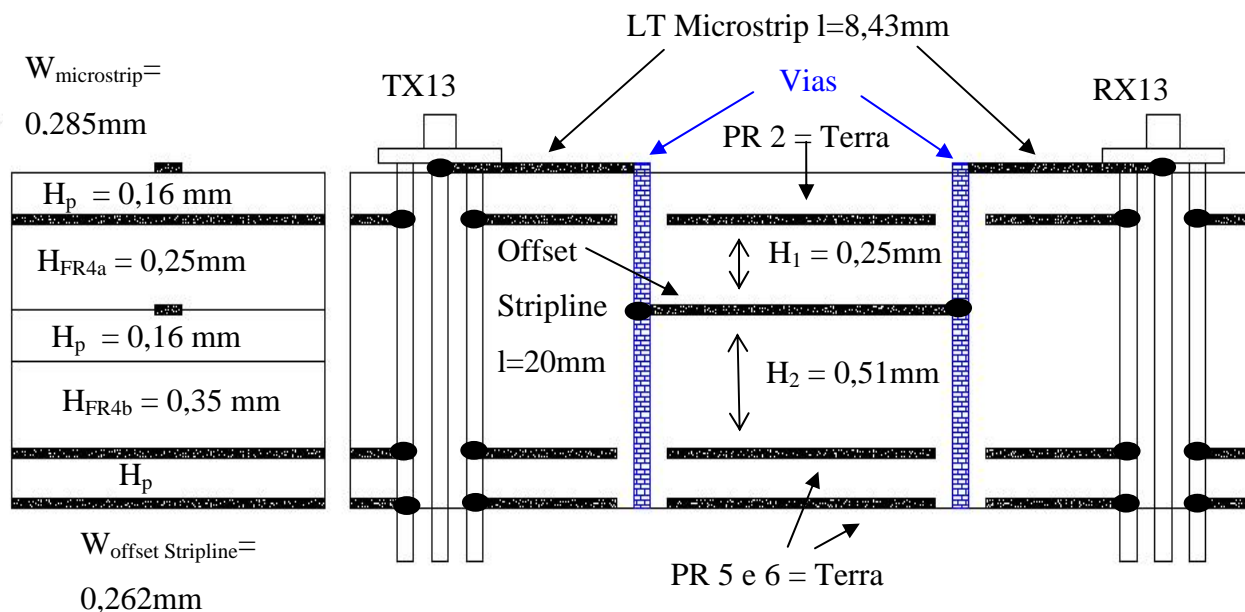 LT Microstrip l=8,43mm
Wmicrostrip=
0,285mm
TX13
Vias
RX13
PR 2 = Terra
Hp = 0,16 mm
HFR4a = 0,25mm
Offset
Stripline
l=20mm
H1 = 0,25mm
Hp = 0,16 mm
H2 = 0,51mm
HFR4b = 0,35 mm
Hp
Woffset Stripline=
0,262mm
PR 5 e 6 = Terra